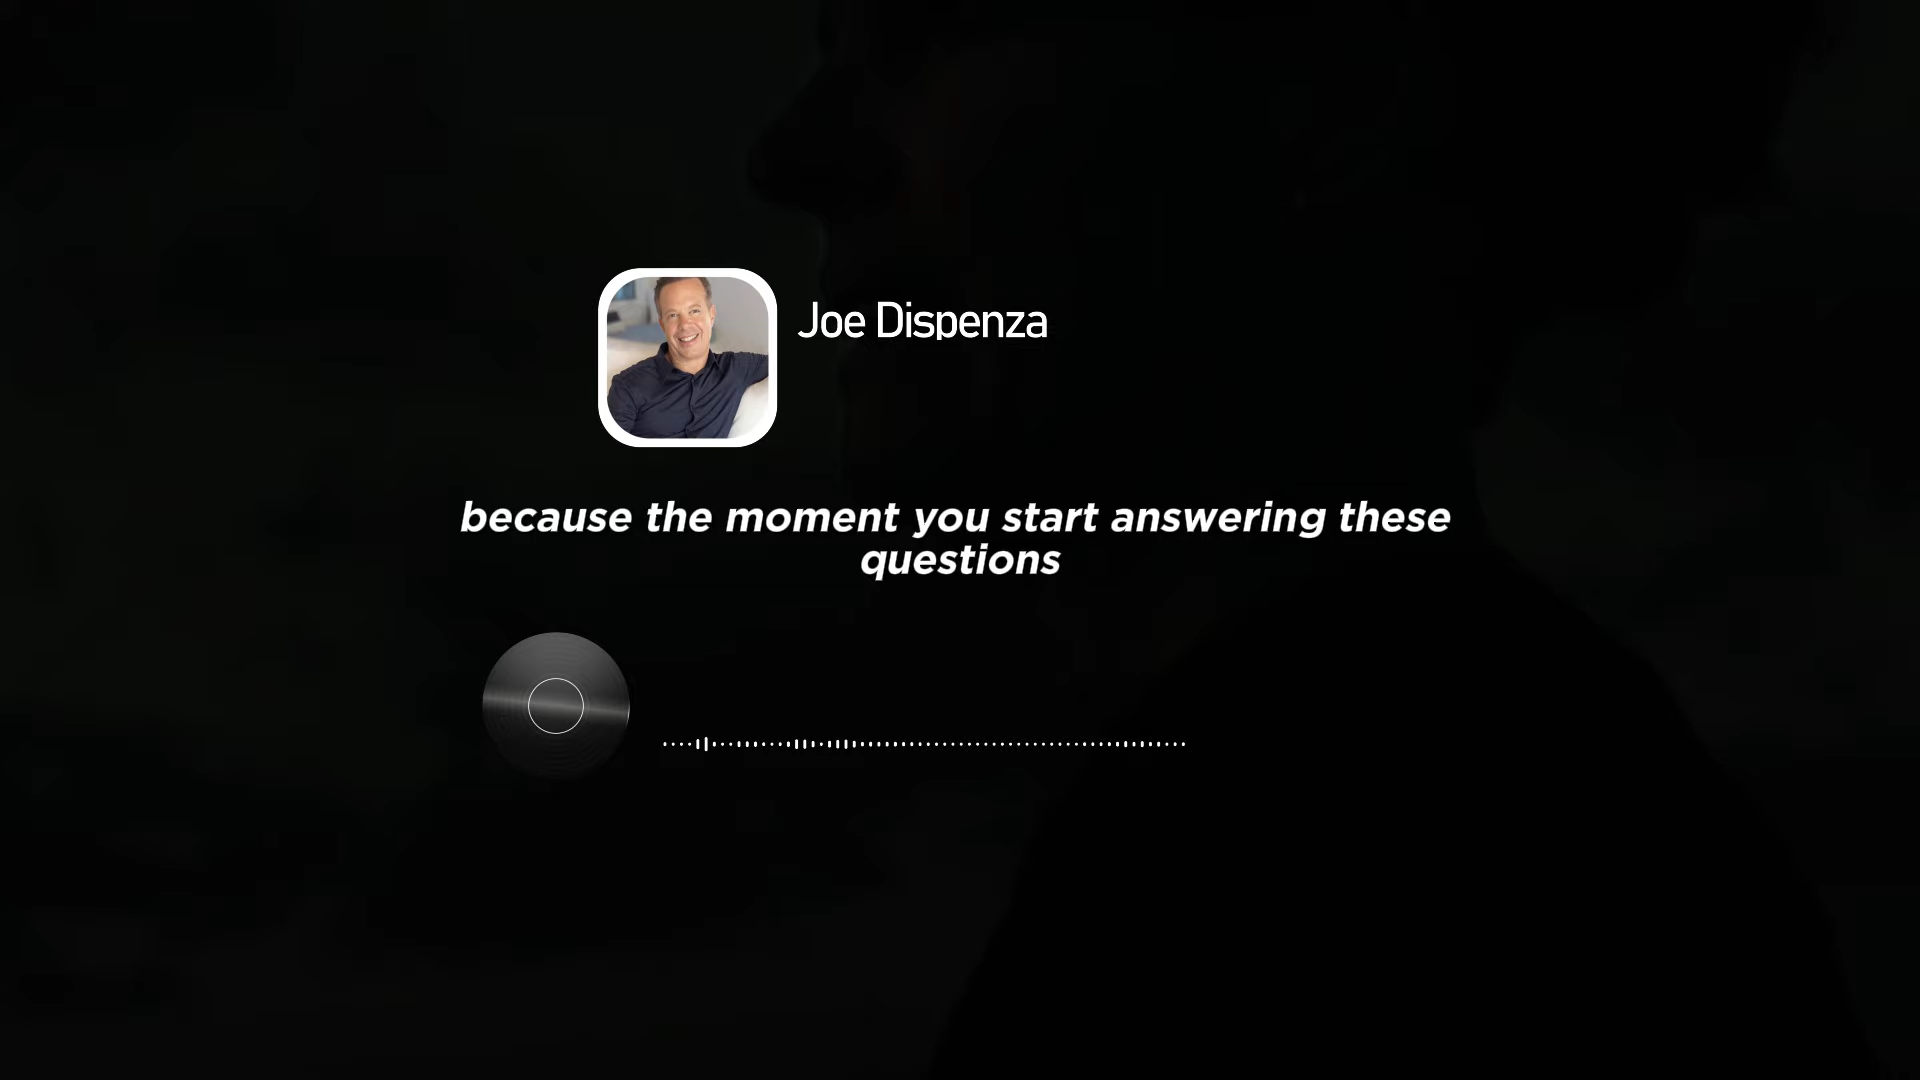 Joe Dispenza
because the moment you start answering these
questions